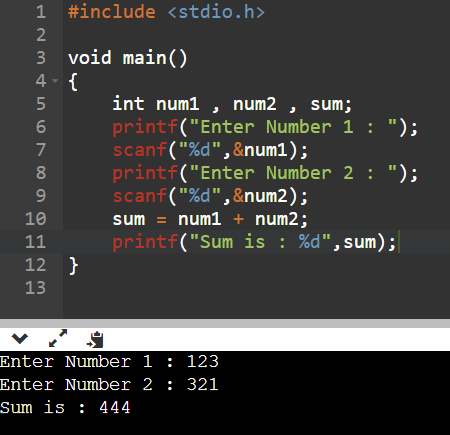 1 #include <stdio.h>
2
3 void main()
4 {
5     int num1 , num2 , sum;
6     printf("Enter Number 1 : ");
7     scanf("%d",&num1);
8     printf("Enter Number 2 : ");
9     scanf("%d",&num2);
10     sum = num1 + num2;
11     printf("Sum is : %d",sum);
12 }
13
Enter Number 1 : 123
Enter Number 2 : 321
Sum is : 444